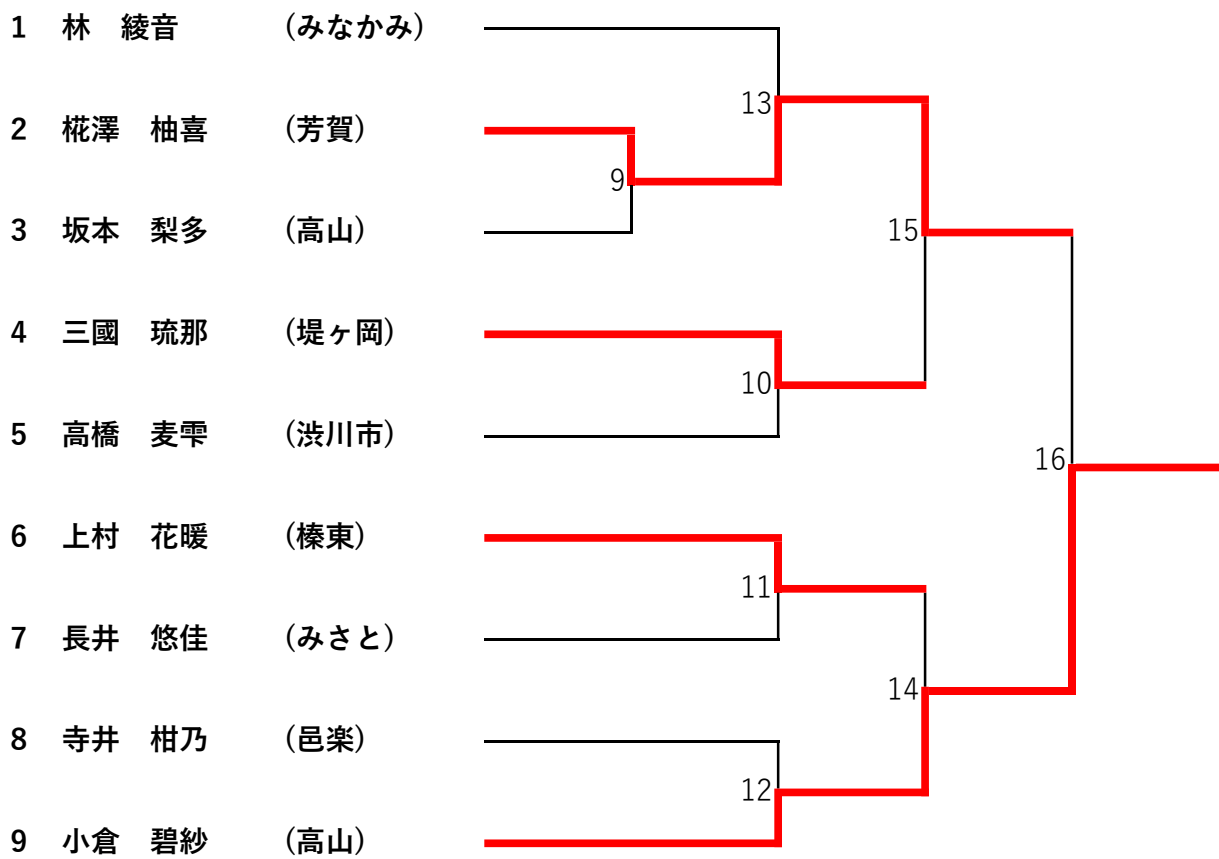 1 林 綾音 (みなかみ)
13
2 椛澤 柚喜 (芳賀)
9
3 坂本 梨多 (高山)
15
4 三國 琉那 (堤ヶ岡)
10
5 高橋 麦雫 (渋川市)
16
6 上村 花暖 (榛東)
11
7 長井 悠佳 (みさと)
14
8 寺井 柑乃 (邑楽)
12
9 小倉 碧紗 (高山)